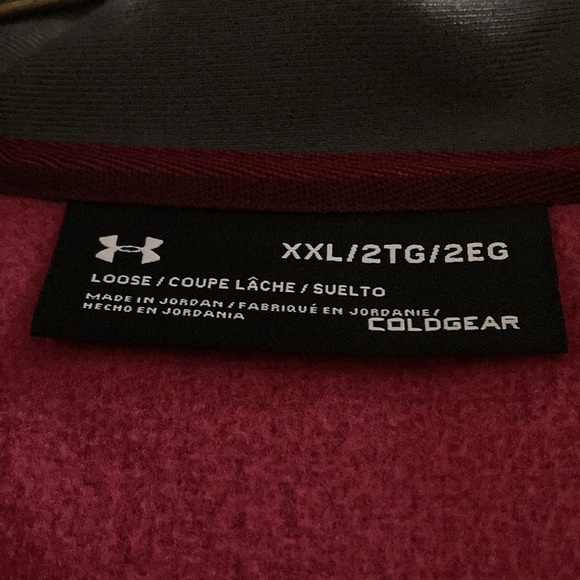 XXL/2TG/2EG
LOOSE / COUPE LÂCHE / SUELTO
MADE IN JORDAN / FABRIQUÉ EN JORDANIE/
HECHO EN JORDANIA
COLDGEAR